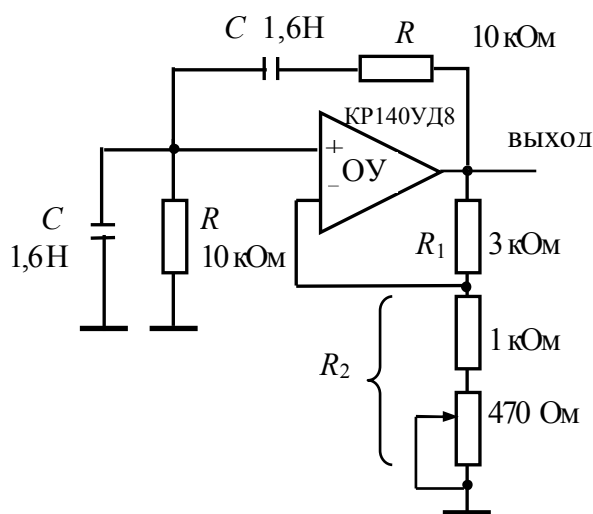 C 1,6Н R 10 кОм
КР140УД8
выход
+
ОУ
–
C
1,6Н
R
10 кОм
R1
3 кОм
1 кОм
R2
470 Ом